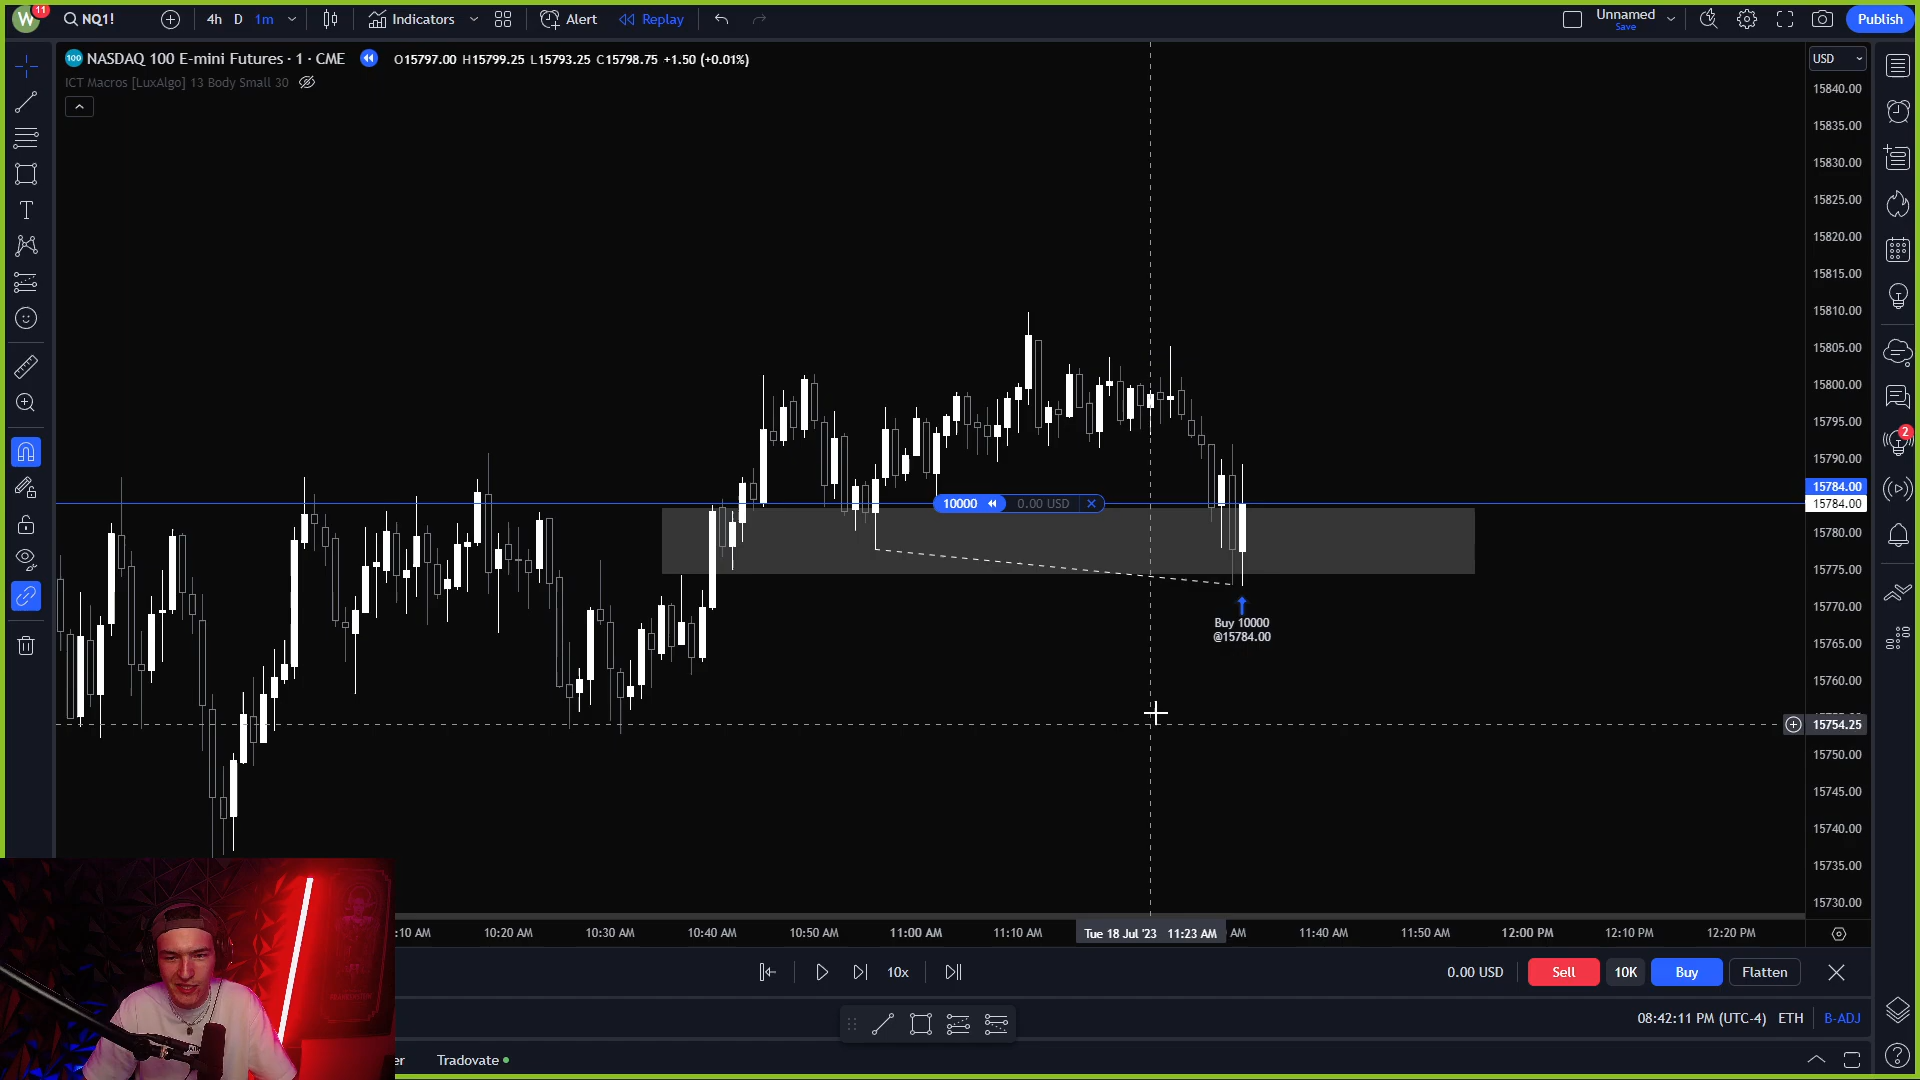 W 11 NQ1! 4h D 1m Indicators Alert Replay Unnamed Save Publish
100 NASDAQ 100 E-mini Futures · 1 · CME O15797.00 H15799.25 L15793.25 C15798.75 +1.50 (+0.01%)
ICT Macros [LuxAlgo] 13 Body Small 30
USD
15840.00
15835.00
15830.00
15825.00
15820.00
15815.00
15810.00
15805.00
15800.00
15795.00
15790.00
15784.00
15784.00
15780.00
15775.00
15770.00
15765.00
15760.00
15754.25
15750.00
15745.00
15740.00
15735.00
15730.00
2
10000 0.00 USD
Buy 10000
@15784.00
:10 AM 10:20 AM 10:30 AM 10:40 AM 10:50 AM 11:00 AM 11:10 AM Tue 18 Jul '23 11:23 AM AM 11:40 AM 11:50 AM 12:00 PM 12:10 PM 12:20 PM
10x 0.00 USD Sell 10K Buy Flatten
08:42:11 PM (UTC-4) ETH B-ADJ
er Tradovate